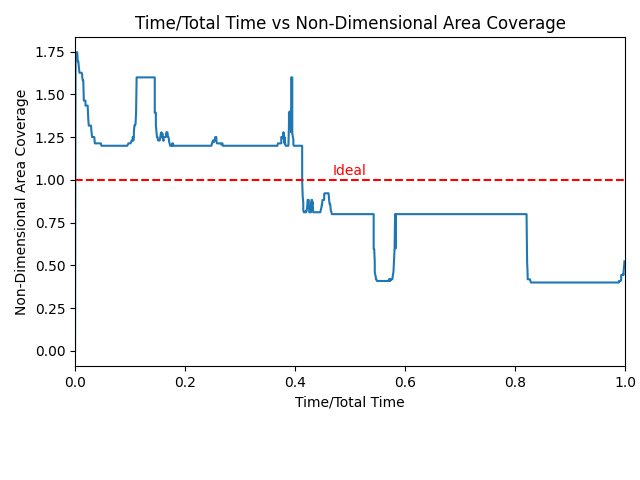 Time/Total Time vs Non-Dimensional Area Coverage
Non-Dimensional Area Coverage
1.75
1.50
1.25
1.00
0.75
0.50
0.25
0.00
Ideal
0.0 0.2 0.4 0.6 0.8 1.0
Time/Total Time